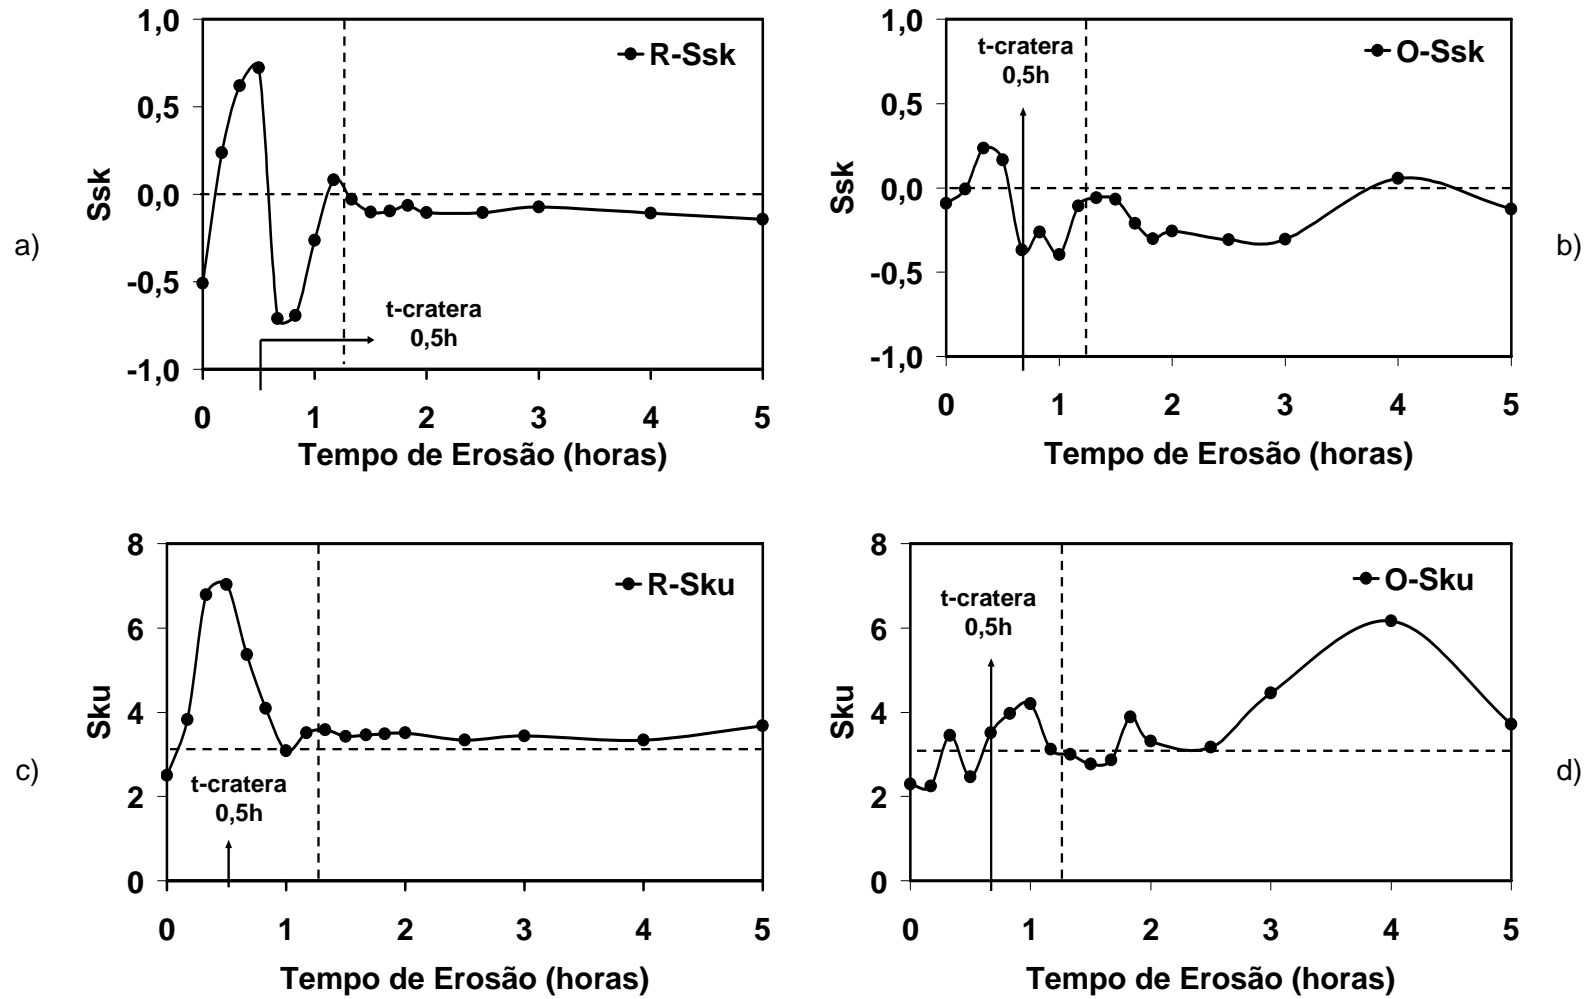 1,0
0,5
0,0
-0,5
-1,0
Ssk
R-Ssk
t-cratera
0,5h
0 1 2 3 4 5
Tempo de Erosão (horas)
a)
1,0
0,5
0,0
-0,5
-1,0
Ssk
t-cratera
0,5h
O-Ssk
0 1 2 3 4 5
Tempo de Erosão (horas)
b)
8
6
4
2
0
Sku
R-Sku
t-cratera
0,5h
0 1 2 3 4 5
Tempo de Erosão (horas)
c)
8
6
4
2
0
Sku
O-Sku
t-cratera
0,5h
0 1 2 3 4 5
Tempo de Erosão (horas)
d)